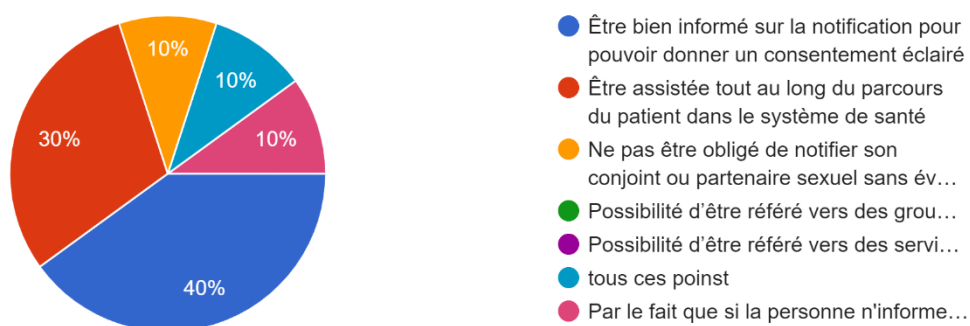 10%
10%
30%
10%
40%
Être bien informé sur la notification pour
pouvoir donner un consentement éclairé
Être assistée tout au long du parcours
du patient dans le système de santé
Ne pas être obligé de notifier son
conjoint ou partenaire sexuel sans év…
Possibilité d'être référé vers des grou…
Possibilité d'être référé vers des servi…
tous ces poinst
Par le fait que si la personne n'informe…